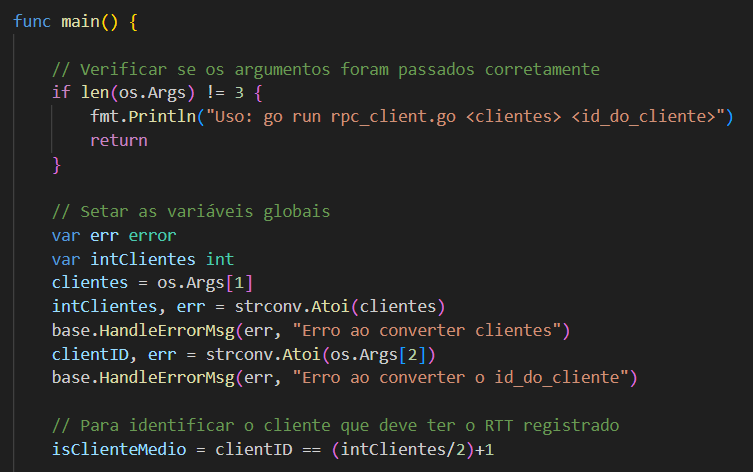 func main() {
// Verificar se os argumentos foram passados corretamente
if len(os.Args) != 3 {
fmt.Println("Uso: go run rpc_client.go <clientes> <id_do_cliente>")
return
}
// Setar as variáveis globais
var err error
var intClientes int
clientes = os.Args[1]
intClientes, err = strconv.Atoi(clientes)
base.HandleErrorMsg(err, "Erro ao converter clientes")
clientID, err = strconv.Atoi(os.Args[2])
base.HandleErrorMsg(err, "Erro ao converter o id_do_cliente")
// Para identificar o cliente que deve ter o RTT registrado
isClienteMedio = clientID == (intClientes/2)+1